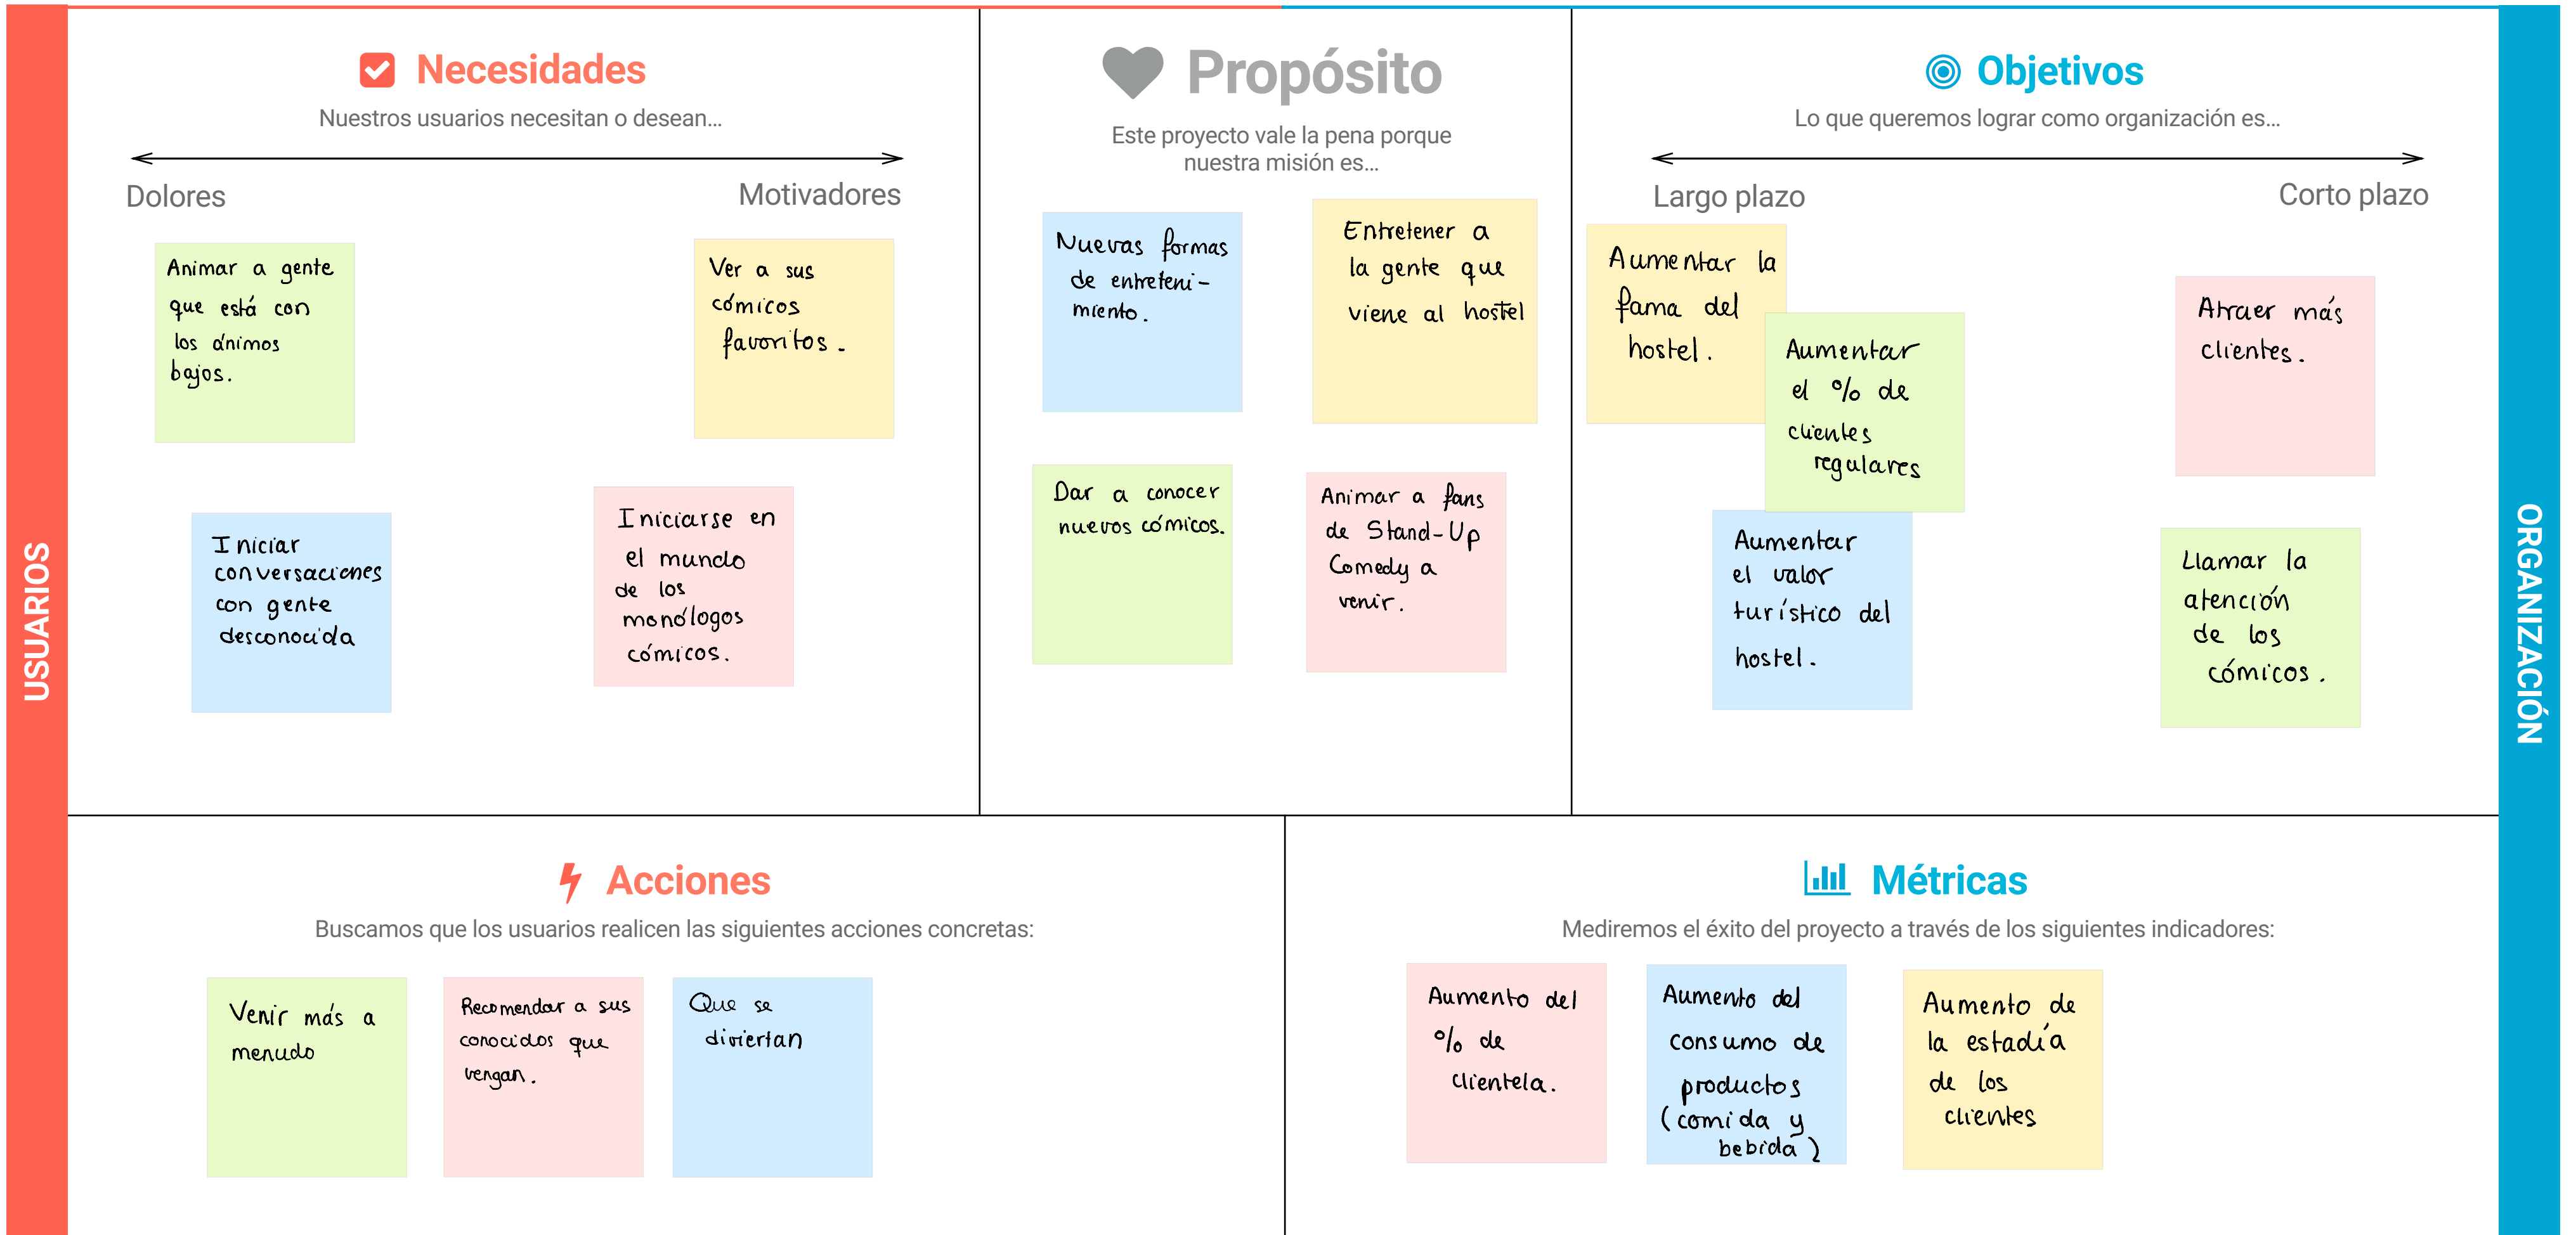 USUARIOS
Necesidades
Nuestros usuarios necesitan o desean...
Dolores
Motivadores
Animar a gente
que está con
los ánimos
bajos.
Ver a sus
cómicos
favoritos.
Iniciar
conversaciones
con gente
desconocida
Iniciarse en
el mundo
de los
monólogos
cómicos.
Propósito
Este proyecto vale la pena porque
nuestra misión es...
Nuevas formas
de entreteni-
miento.
Entretener a
la gente que
viene al hostel
Dar a conocer
nuevos cómicos.
Animar a fans
de Stand-Up
Comedy a
venir.
Objetivos
Lo que queremos lograr como organización es...
Largo plazo
Corto plazo
Aumentar la
fama del
hostel.
Aumentar
el % de
clientes
regulares
Aumentar
el valor
turístico del
hostel.
Atraer más
clientes.
Llamar la
atención
de los
cómicos.
ORGANIZACIÓN
Acciones
Buscamos que los usuarios realicen las siguientes acciones concretas:
Venir más a
menudo
Recomendar a sus
conocidos que
vengan.
Que se
diviertan
Métricas
Mediremos el éxito del proyecto a través de los siguientes indicadores:
Aumento del
% de
clientela.
Aumento del
consumo de
productos
(comida y
bebida)
Aumento de
la estadía
de los
clientes